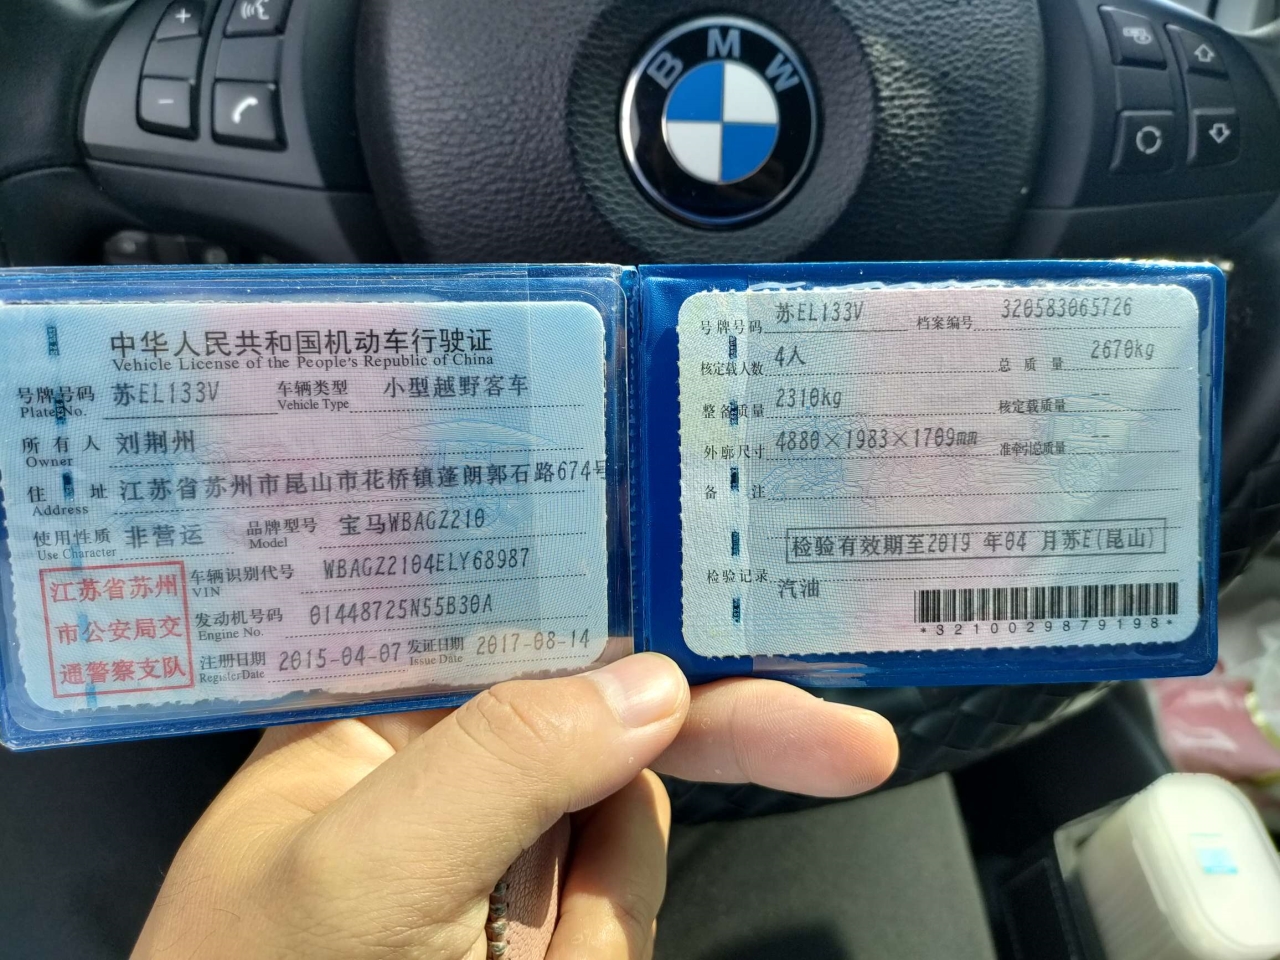 BMW
中华人民共和国机动车行驶证
Vehicle License of the People's Republic of China
号牌号码 苏EL133V 车辆类型 小型越野客车
Plate No. Vehicle Type
所有人 刘荆州
Owner
住址 江苏省苏州市昆山市花桥镇蓬朗郭石路674号
Address
使用性质 非营运 品牌型号 宝马WBAGZ210
Use Character Model
江苏省苏州
市公安局交
通警察支队
车辆识别代号 WBAGZ2104ELY68987
VIN
发动机号码 01448725N55B30A
Engine No.
注册日期 2015-04-07 发证日期 2017-08-14
Register Date Issue Date
号牌号码 苏EL133V 档案编号 320583065726
核定载人数 4人 总质量 2670kg
整备质量 2310kg 核定载质量 --
外廓尺寸 4880×1983×1709mm 准牵引总质量 --
备注
检验有效期至2019年04月苏E(昆山)
检验记录
汽油
*3210029879198*